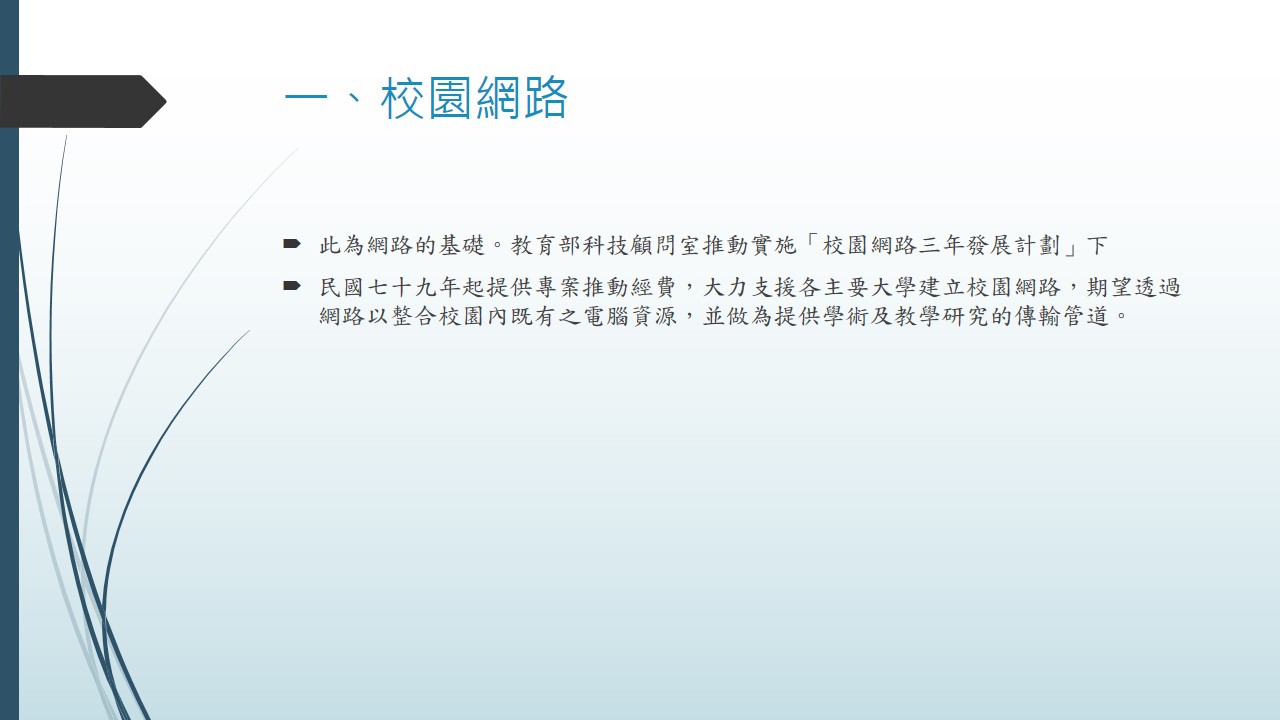 一、校園網路
此為網路的基礎。教育部科技顧問室推動實施「校園網路三年發展計劃」下
民國七十九年起提供專案推動經費，大力支援各主要大學建立校園網路，期望透過
網路以整合校園內既有之電腦資源，並做為提供學術及教學研究的傳輸管道。